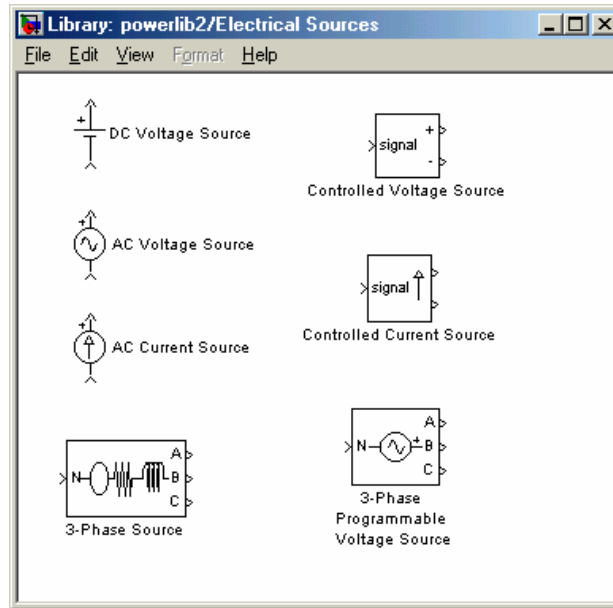 Library: powerlib2/Electrical Sources
File Edit View Format Help
+
DC Voltage Source
signal
+
-
Controlled Voltage Source
+
AC Voltage Source
signal
Controlled Current Source
+
AC Current Source
N
A
B
C
3-Phase Source
N
+
A
B
C
3-Phase
Programmable
Voltage Source